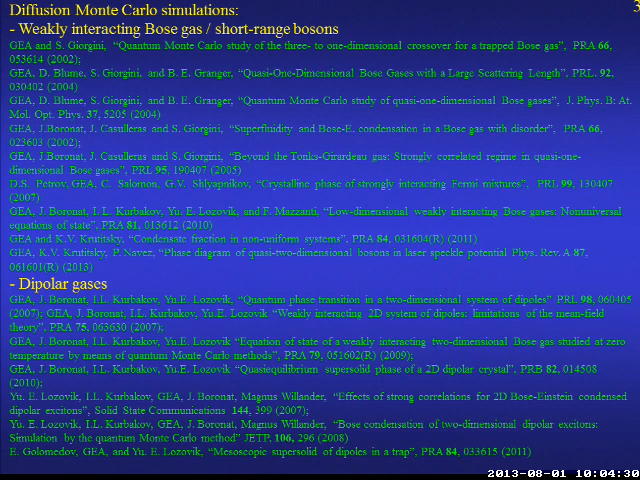 3
Diffusion Monte Carlo simulations:
- Weakly interacting Bose gas / short-range bosons
GEA and S. Giorgini, “Quantum Monte Carlo study of the three- to one-dimensional crossover for a trapped Bose gas”, PRA 66,
053614 (2002);
GEA, D. Blume, S. Giorgini, and B. E. Granger, “Quasi-One-Dimensional Bose Gases with a Large Scattering Length”, PRL. 92,
030402 (2004)
GEA, D. Blume, S. Giorgini, and B. E. Granger, “Quantum Monte Carlo study of quasi-one-dimensional Bose gases”, J. Phys. B: At.
Mol. Opt. Phys. 37, 5205 (2004)
GEA, J.Boronat, J. Casulleras and S. Giorgini, “Superfluidity and Bose-E. condensation in a Bose gas with disorder”, PRA 66,
023603 (2002);
GEA, J.Boronat, J. Casulleras and S. Giorgini, “Beyond the Tonks-Girardeau gas: Strongly correlated regime in quasi-one-
dimensional Bose gases”, PRL 95, 190407 (2005)
D.S. Petrov, GEA, C. Salomon, G.V. Shlyapnikov, “Crystalline phase of strongly interacting Fermi mixtures”, PRL 99, 130407
(2007)
GEA, J. Boronat, I. L. Kurbakov, Yu. E. Lozovik, and F. Mazzanti, “Low-dimensional weakly interacting Bose gases: Nonuniversal
equations of state”, PRA 81, 013612 (2010)
GEA and K.V. Krutitsky, “Condensate fraction in non-uniform systems”, PRA 84, 031604(R) (2011)
GEA, K.V. Krutitsky, P. Navez, “Phase diagram of quasi-two-dimensional bosons in laser speckle potential Phys. Rev. A 87,
061601(R) (2013)
- Dipolar gases
GEA, J. Boronat, I.L. Kurbakov, Yu.E. Lozovik, “Quantum phase transition in a two-dimensional system of dipoles” PRL 98, 060405
(2007); GEA, J. Boronat, I.L. Kurbakov, Yu.E. Lozovik “Weakly interacting 2D system of dipoles: limitations of the mean-field
theory”, PRA 75, 063630 (2007);
GEA, J. Boronat, I.L. Kurbakov, Yu.E. Lozovik “Equation of state of a weakly interacting two-dimensional Bose gas studied at zero
temperature by means of quantum Monte Carlo methods”, PRA 79, 051602(R) (2009);
GEA, J. Boronat, I.L. Kurbakov, Yu.E. Lozovik “Quasiequilibrium supersolid phase of a 2D dipolar crystal”, PRB 82, 014508
(2010);
Yu. E. Lozovik, I.L. Kurbakov, GEA, J. Boronat, Magnus Willander, “Effects of strong correlations for 2D Bose-Einstein condensed
dipolar excitons”, Solid State Communications 144, 399 (2007);
Yu. E. Lozovik, I.L. Kurbakov, GEA, J. Boronat, Magnus Willander, “Bose condensation of two-dimensional dipolar excitons:
Simulation by the quantum Monte Carlo method” JETP, 106, 296 (2008)
E. Golomedov, GEA, and Yu. E. Lozovik, “Mesoscopic supersolid of dipoles in a trap”, PRA 84, 033615 (2011)
2013-08-01 10:04:30